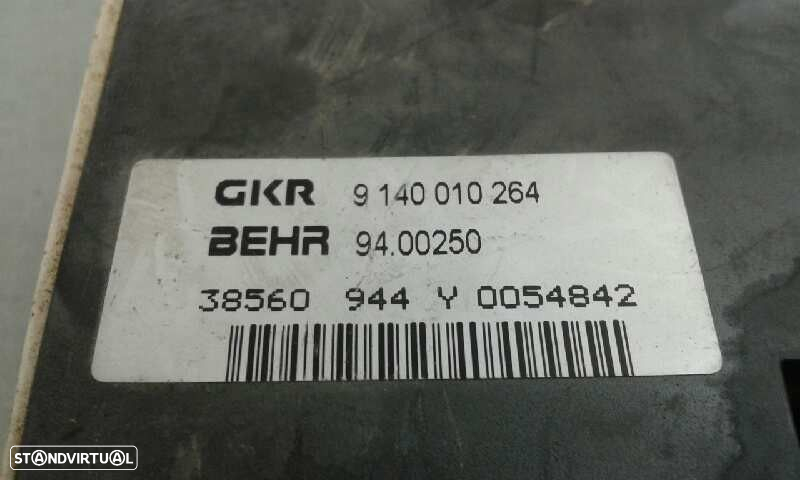 GKR 9 140 010 264
BEHR 94.00250
38560 944 Y 0054842
STANDVIRTUAL